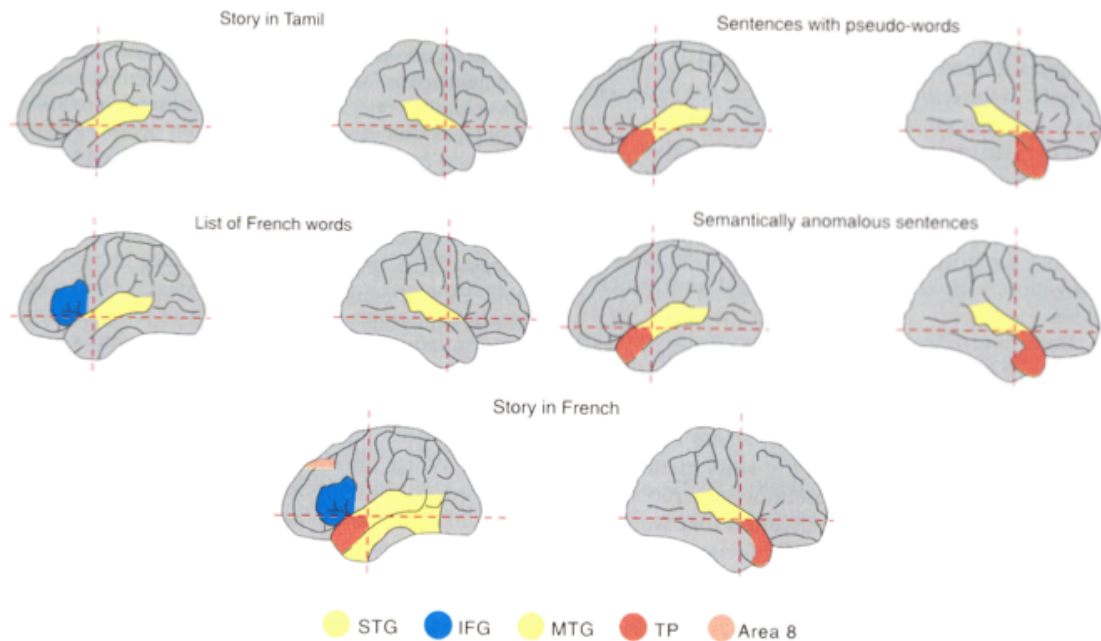 Story in Tamil
Sentences with pseudo-words
List of French words
Semantically anomalous sentences
Story in French
STG IFG MTG TP Area 8